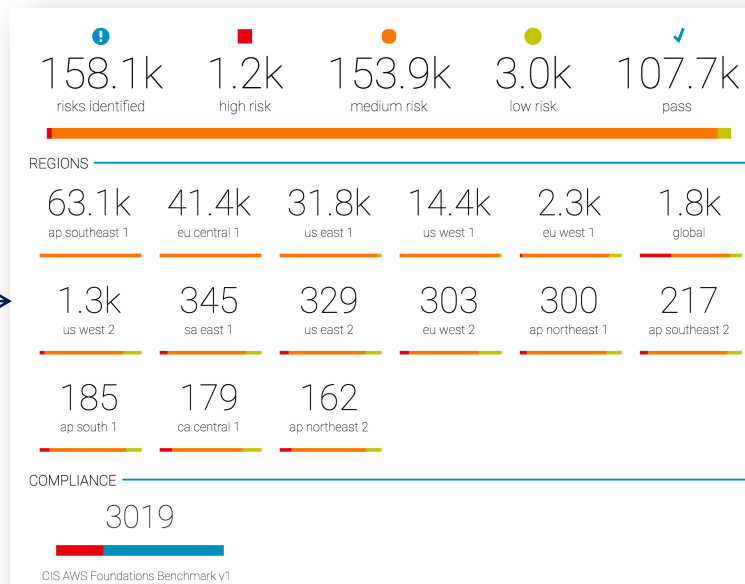 158.1k 1.2k 153.9k 3.0k 107.7k
risks identified high risk medium risk low risk pass
REGIONS
63.1k 41.4k 31.8k 14.4k 2.3k 1.8k
ap southeast 1 eu central 1 us east 1 us west 1 eu west 1 global
1.3k 345 329 303 300 217
us west 2 sa east 1 us east 2 eu west 2 ap northeast 1 ap southeast 2
185 179 162
ap south 1 ca central 1 ap northeast 2
COMPLIANCE
3019
CIS AWS Foundations Benchmark v1